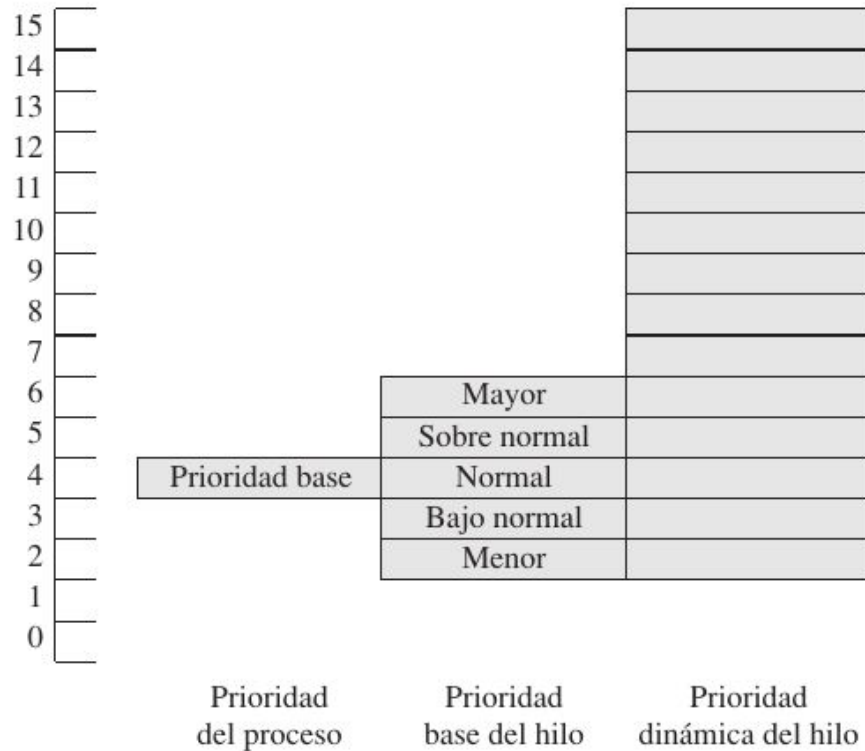 15
14
13
12
11
10
9
8
7
6
5
4
3
2
1
0
Mayor
Sobre normal
Prioridad base
Normal
Bajo normal
Menor
Prioridad
del proceso
Prioridad
base del hilo
Prioridad
dinámica del hilo